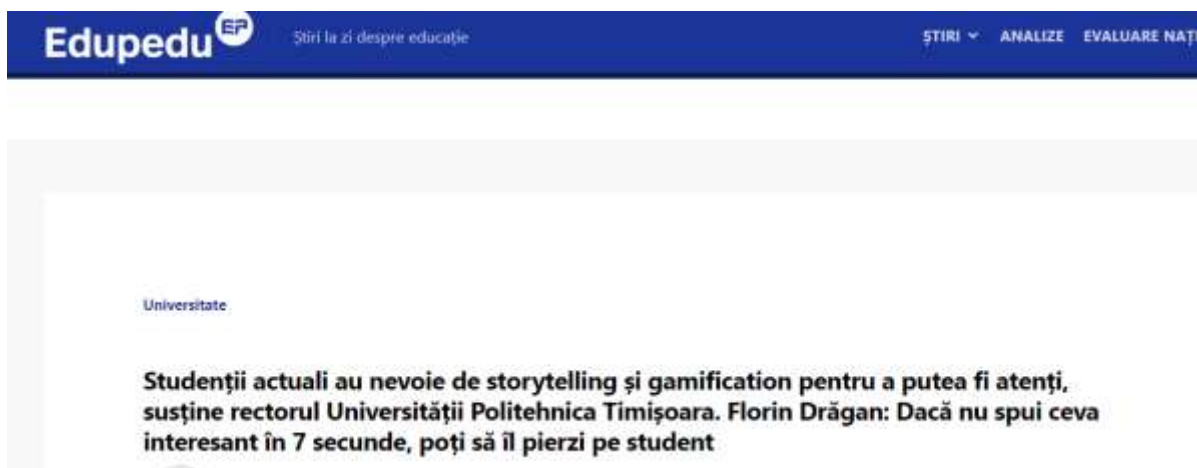 Edupedu EP Știri la zi despre educație ȘTIRI ANALIZE EVALUARE
Universitate
Studenții actuali au nevoie de storytelling și gamification pentru a putea fi atenți,
susține rectorul Universității Politehnica Timișoara. Florin Drăgan: Dacă nu spui ceva
interesant în 7 secunde, poți să îl pierzi pe student